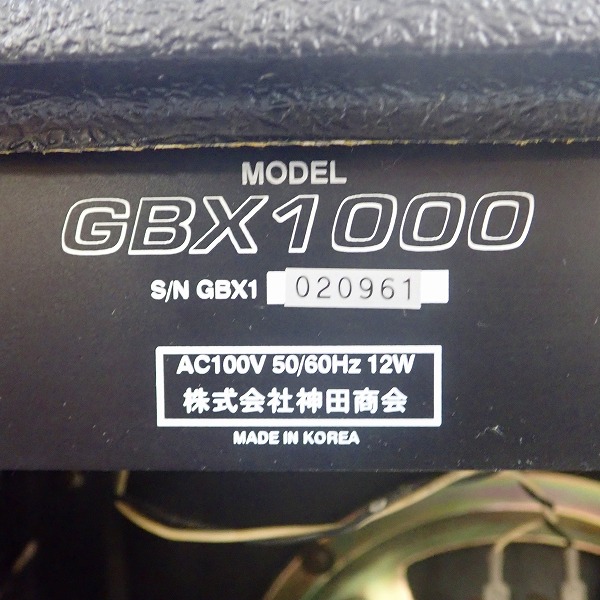 MODEL
GBX1000
S/N GBX1 020961
AC100V 50/60Hz 12W
株式会社神田商会
MADE IN KOREA